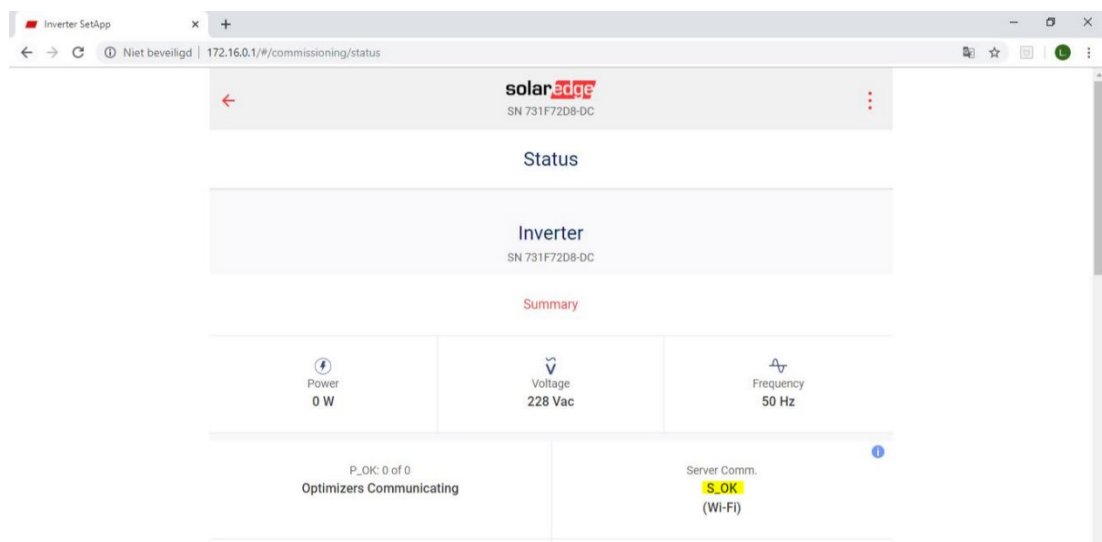 Inverter SetApp
Niet beveiligd | 172.16.0.1/#/commissioning/status
L
solaredge
SN 731F72D8-DC
Status
Inverter
SN 731F72D8-DC
Summary
Power
0 W
Voltage
228 Vac
Frequency
50 Hz
P_OK: 0 of 0
Optimizers Communicating
Server Comm.
S_OK
(Wi-Fi)